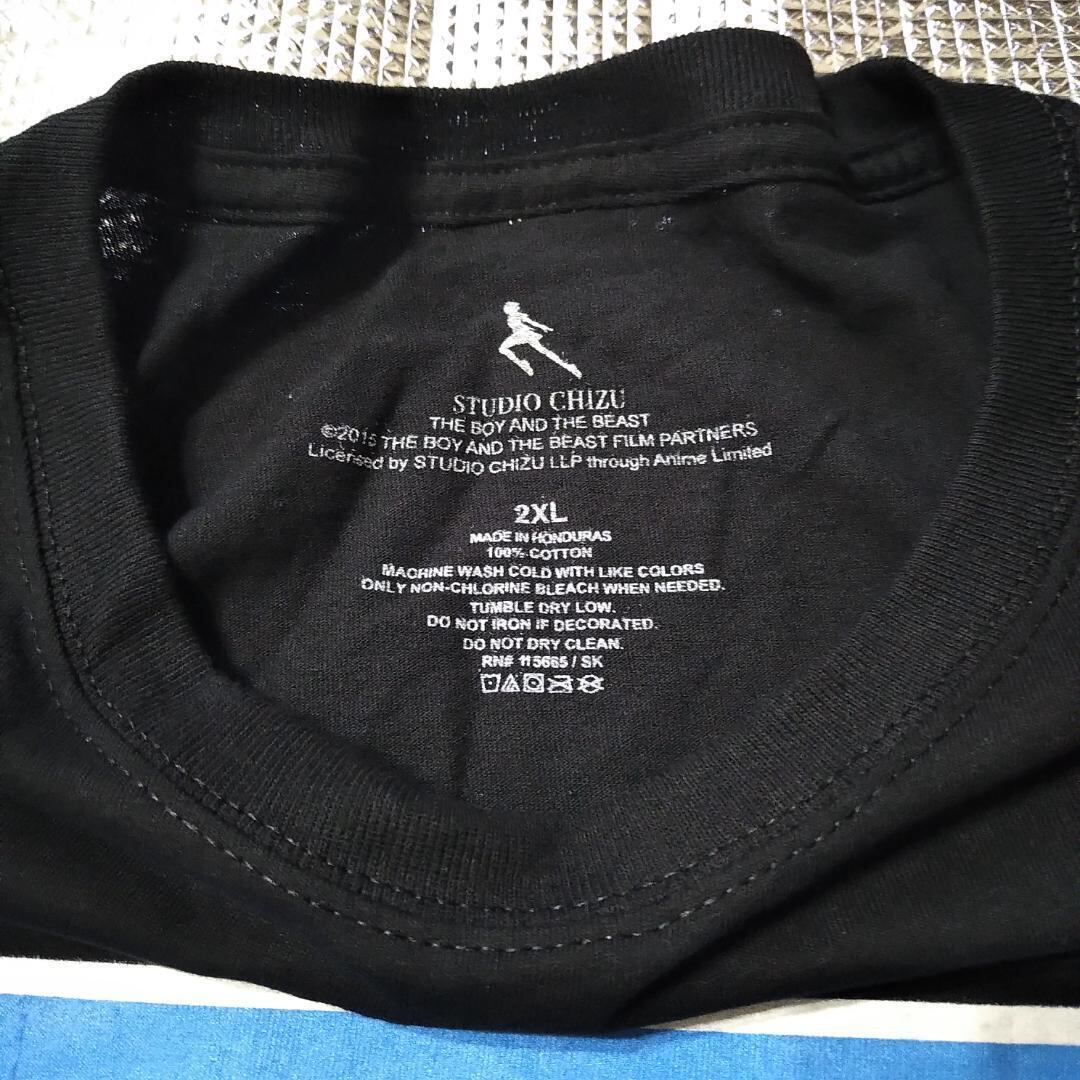 STUDIO CHIZU
THE BOY AND THE BEAST
©2015 THE BOY AND THE BEAST FILM PARTNERS
Licensed by STUDIO CHIZU LLP through Anime Limited
2XL
MADE IN HONDURAS
100% COTTON
MACHINE WASH COLD WITH LIKE COLORS
ONLY NON-CHLORINE BLEACH WHEN NEEDED.
TUMBLE DRY LOW.
DO NOT IRON IF DECORATED.
DO NOT DRY CLEAN.
RN# 115665 / SK